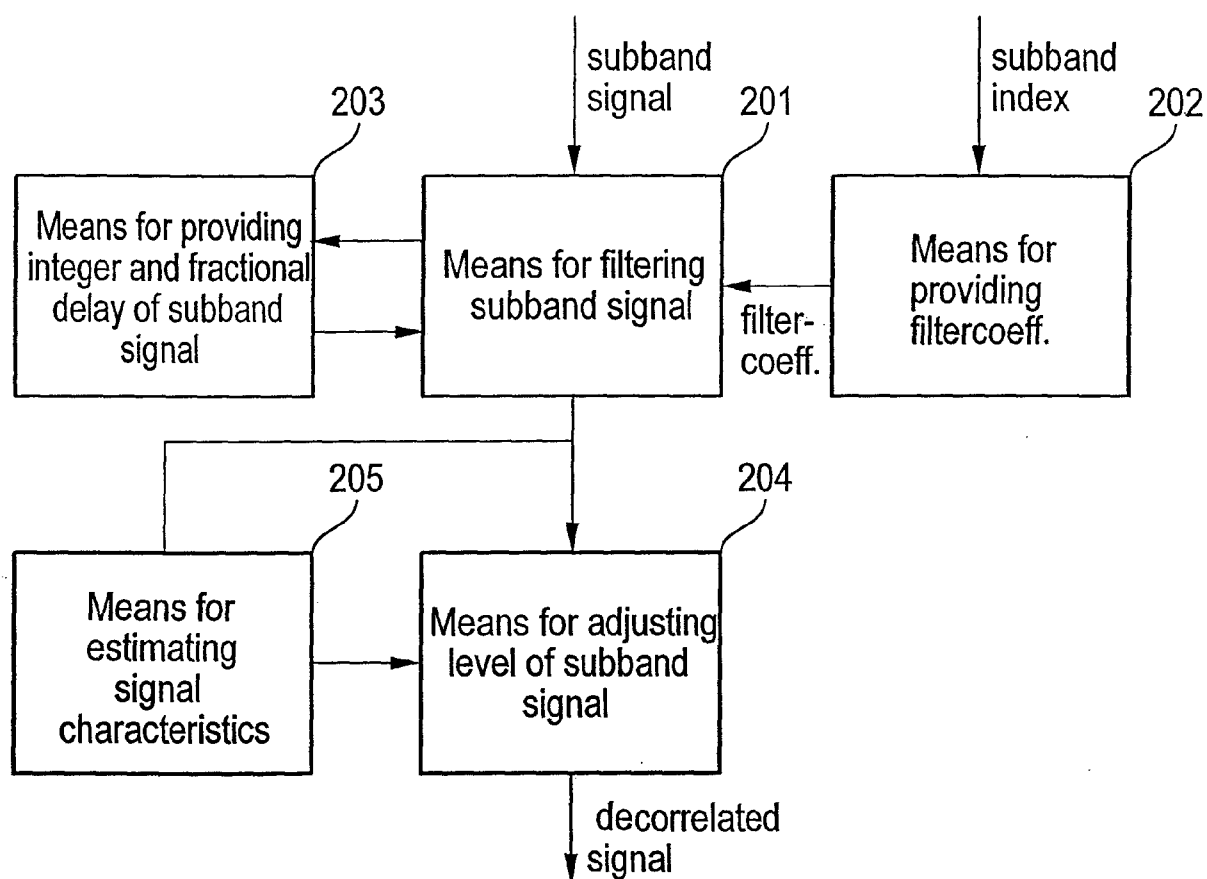 subband
signal
subband
index
203
201
202
Means for providing
integer and fractional
delay of subband
signal
Means for filtering
subband signal
filter-
coeff.
Means for
providing
filtercoeff.
205
204
Means for
estimating
signal
characteristics
Means for adjusting
level of subband
signal
decorrelated
signal